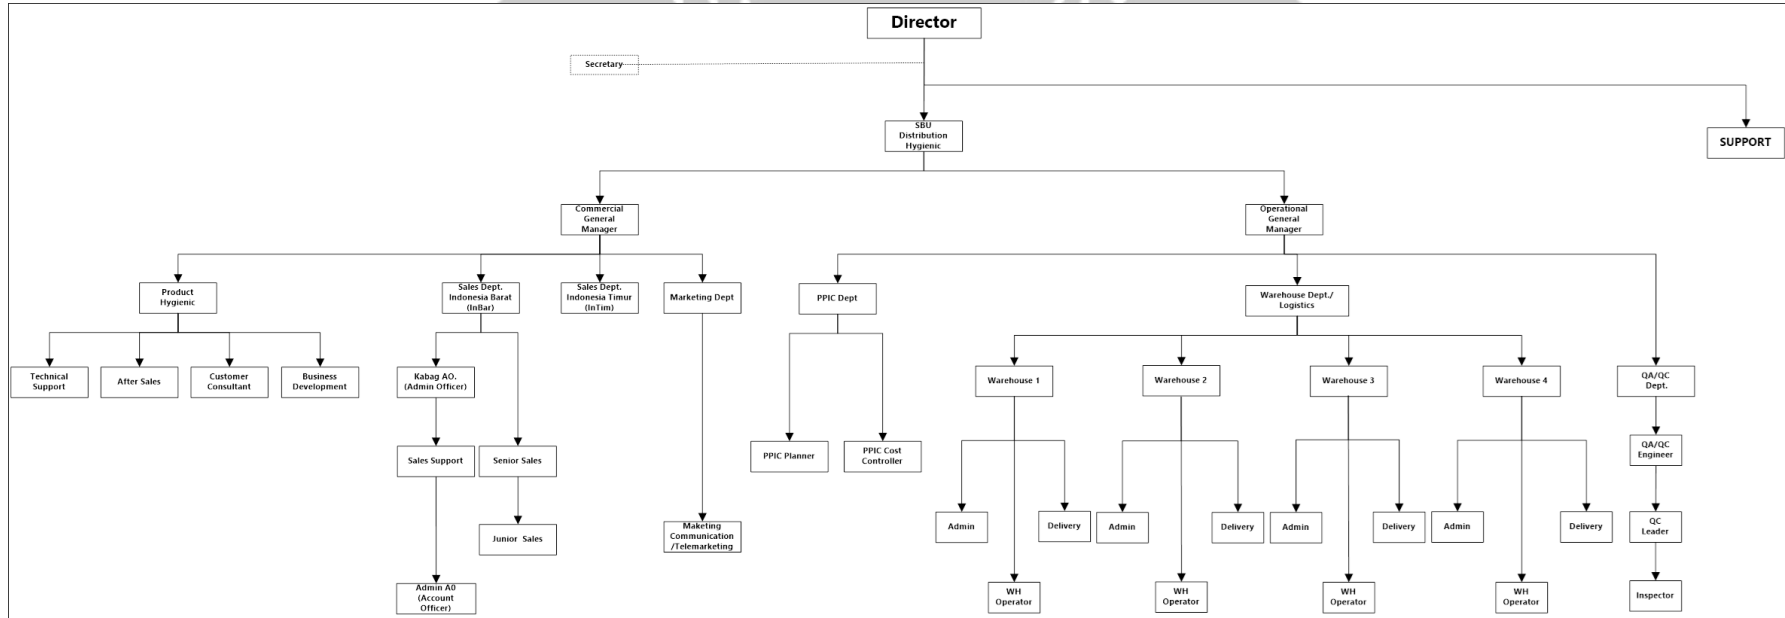 Director
Secretary
SBU
Distribution
Hygienic
SUPPORT
Commercial
General
Manager
Operational
General
Manager
Product
Hygienic
Sales Dept.
Indonesia Barat
(InBar)
Sales Dept.
Indonesia Timur
(InTim)
Marketing Dept
PPIC Dept
Warehouse Dept./
Logistics
Technical
Support
After Sales
Customer
Consultant
Business
Development
Kabag AO.
(Admin Officer)
Warehouse 1
Warehouse 2
Warehouse 3
Warehouse 4
QA/QC
Dept.
Sales Support
Senior Sales
PPIC Planner
PPIC Cost
Controller
QA/QC
Engineer
Junior Sales
Maketing
Communication
/Telemarketing
Admin
Delivery
Admin
Delivery
Admin
Delivery
Admin
Delivery
QC
Leader
Admin A0
(Account
Officer)
WH
Operator
WH
Operator
WH
Operator
WH
Operator
Inspector